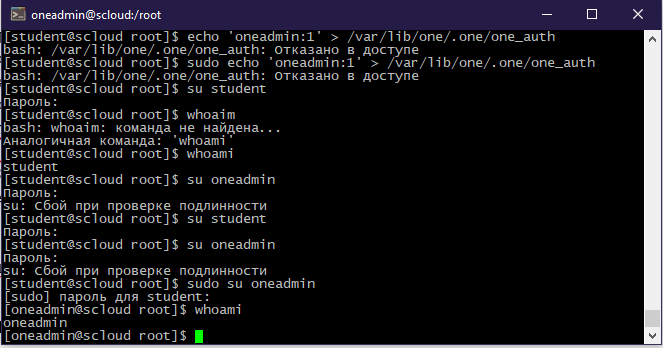 oneadmin@scloud:/root
[student@scloud root]$ echo 'oneadmin:1' > /var/lib/one/.one/one_auth
bash: /var/lib/one/.one/one_auth: Отказано в доступе
[student@scloud root]$ sudo echo 'oneadmin:1' > /var/lib/one/.one/one_auth
bash: /var/lib/one/.one/one_auth: Отказано в доступе
[student@scloud root]$ su student
Пароль:
[student@scloud root]$ whoaim
bash: whoaim: команда не найдена...
Аналогичная команда: 'whoami'
[student@scloud root]$ whoami
student
[student@scloud root]$ su oneadmin
Пароль:
su: Сбой при проверке подлинности
[student@scloud root]$ su student
Пароль:
[student@scloud root]$ su oneadmin
Пароль:
su: Сбой при проверке подлинности
[student@scloud root]$ sudo su oneadmin
[sudo] пароль для student:
[oneadmin@scloud root]$ whoami
oneadmin
[oneadmin@scloud root]$